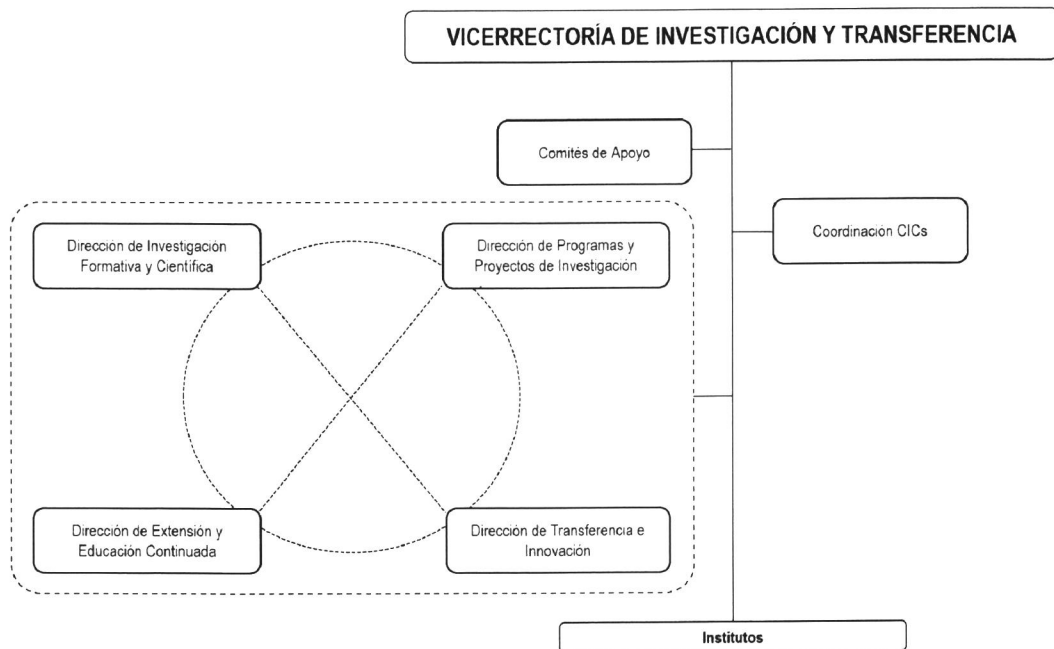 VICERRECTORÍA DE INVESTIGACIÓN Y TRANSFERENCIA
Comités de Apoyo
Coordinación CICs
Dirección de Investigación
Formativa y Científica
Dirección de Programas y
Proyectos de Investigación
Dirección de Extensión y
Educación Continuada
Dirección de Transferencia e
Innovación
Institutos